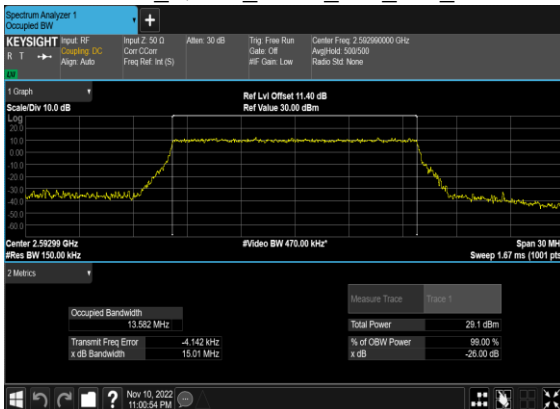 Spectrum Analyzer 1
Occupied BW
KEYSIGHT Input: RF Input Z: 50 Ω Atten: 30 dB Trig: Free Run Center Freq: 2.592990000 GHz
R T Coupling: DC Corr CCorr Gate: Off Avg|Hold: 500/500
Align: Auto Freq Ref: Int (S) #IF Gain: Low Radio Std: None
1 Graph
Ref Lvl Offset 11.40 dB
Scale/Div 10.0 dB Ref Value 30.00 dBm
Log
20.0
10.0
0.00
-10.0
-20.0
-30.0
-40.0
-50.0
-60.0
Center 2.59299 GHz #Video BW 470.00 kHz* Span 30 MH
#Res BW 150.00 kHz Sweep 1.67 ms (1001 pts
2 Metrics
Measure Trace Trace 1
Occupied Bandwidth
13.582 MHz Total Power 29.1 dBm
Transmit Freq Error -4.142 kHz % of OBW Power 99.00 %
x dB Bandwidth 15.01 MHz x dB -26.00 dB
Nov 10, 2022
11:00:54 PM